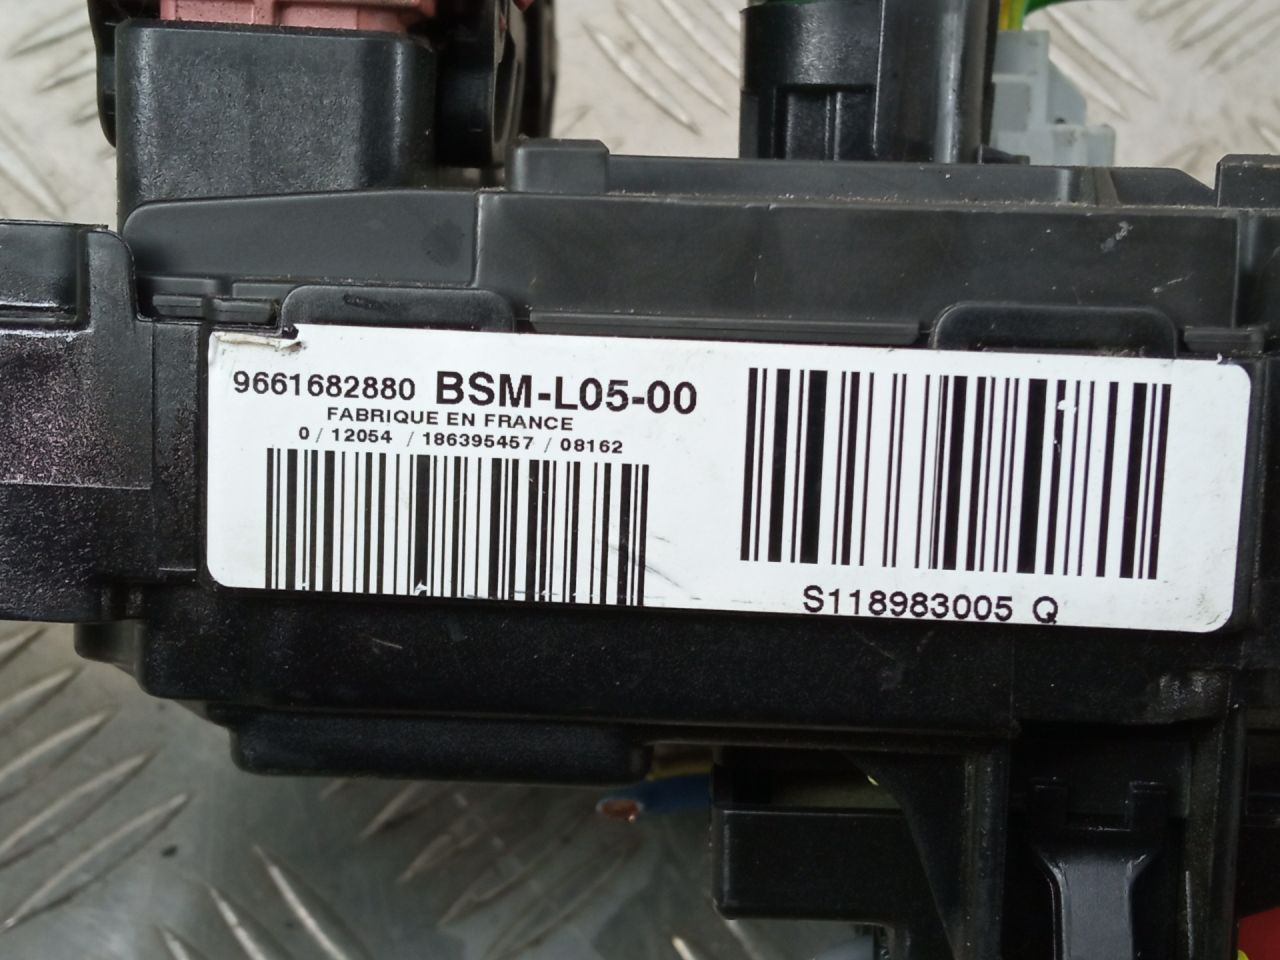 9661682880 BSM-L05-00
FABRIQUE EN FRANCE
0 / 12054 / 186395457 / 08162
S118983005 Q